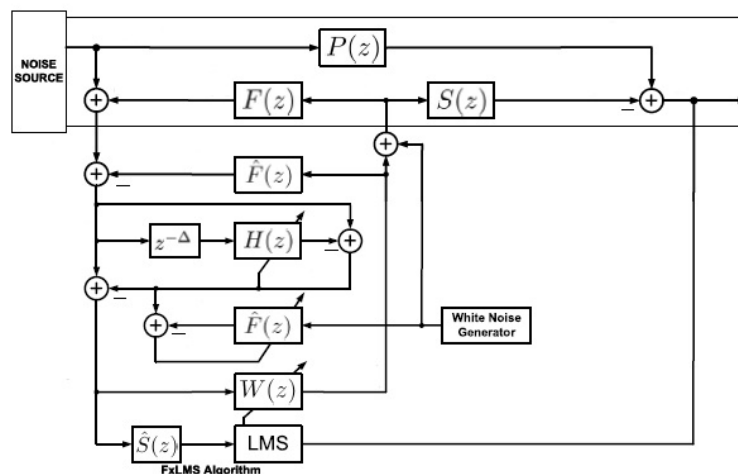 NOISE
SOURCE
P(z)
F(z)
S(z)
F̂(z)
z^{-Δ}
H(z)
F̂(z)
White Noise
Generator
W(z)
Ŝ(z)
LMS
FxLMS Algorithm